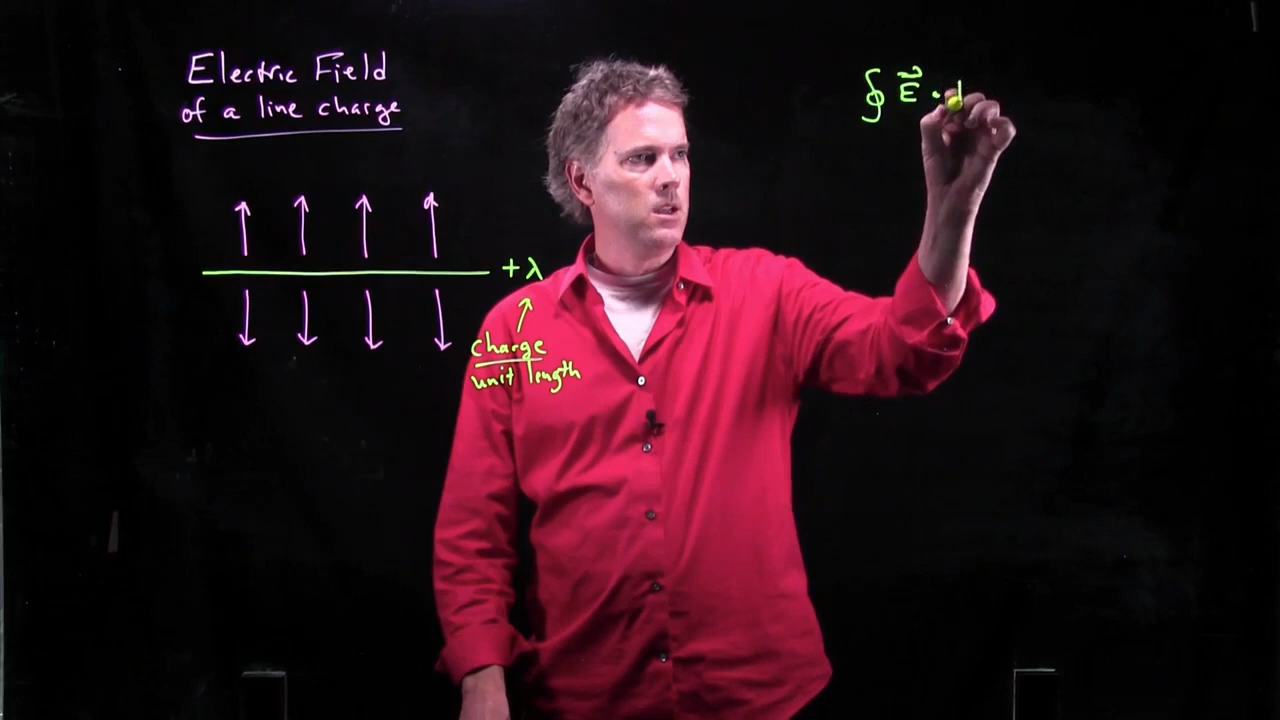 Electric Field
of a line charge
+λ
charge
unit length
∮ E⃗ · d